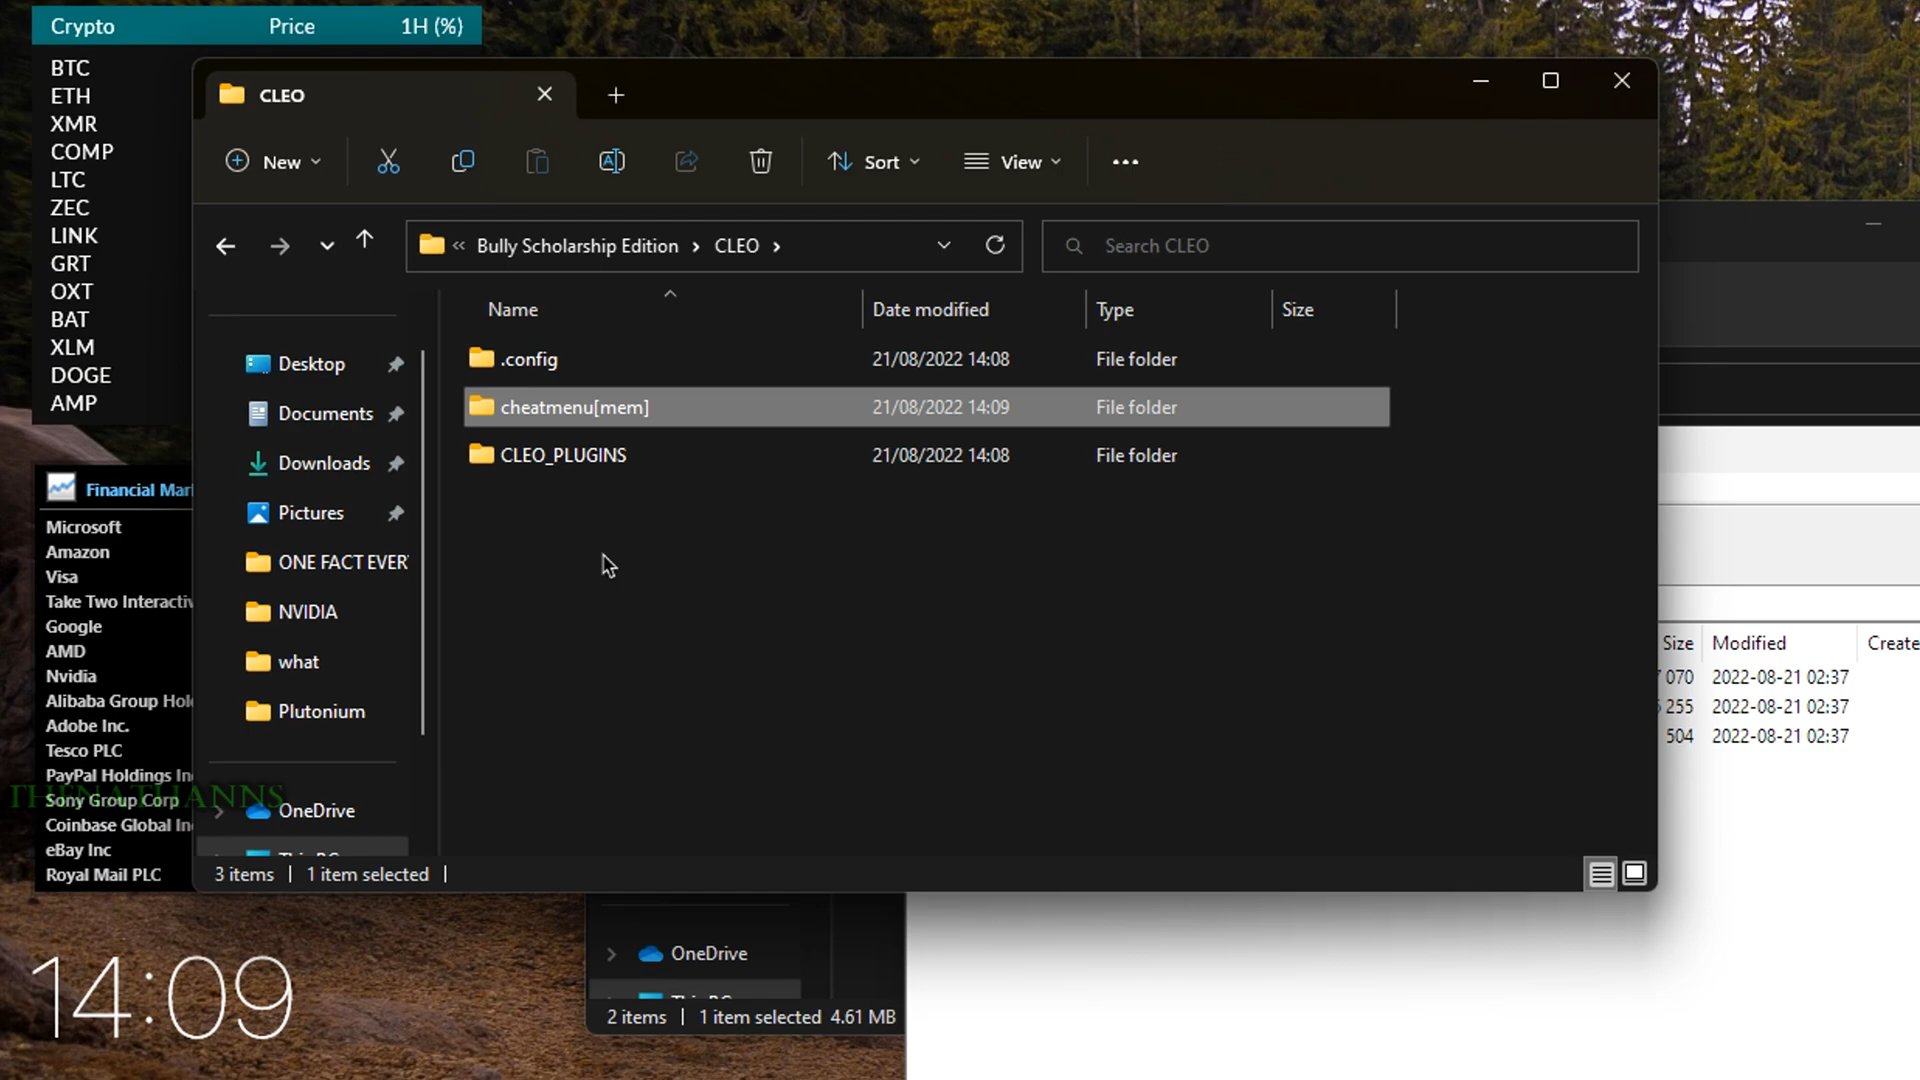 Crypto Price 1H (%)
BTC
ETH
XMR
COMP
LTC
ZEC
LINK
GRT
OXT
BAT
XLM
DOGE
AMP
CLEO
New
Sort
View
« Bully Scholarship Edition › CLEO ›
Search CLEO
Name Date modified Type Size
.config 21/08/2022 14:08 File folder
cheatmenu[mem] 21/08/2022 14:09 File folder
CLEO_PLUGINS 21/08/2022 14:08 File folder
Desktop
Documents
Downloads
Pictures
ONE FACT EVER
NVIDIA
what
Plutonium
OneDrive
3 items | 1 item selected |
Financial Mar
Microsoft
Amazon
Visa
Take Two Interactiv
Google
AMD
Nvidia
Alibaba Group Hol
Adobe Inc.
Tesco PLC
PayPal Holdings In
Sony Group Corp
Coinbase Global In
eBay Inc
Royal Mail PLC
THENATHANNS
14:09
Size Modified Create
070 2022-08-21 02:37
255 2022-08-21 02:37
504 2022-08-21 02:37
OneDrive
2 items | 1 item selected 4.61 MB